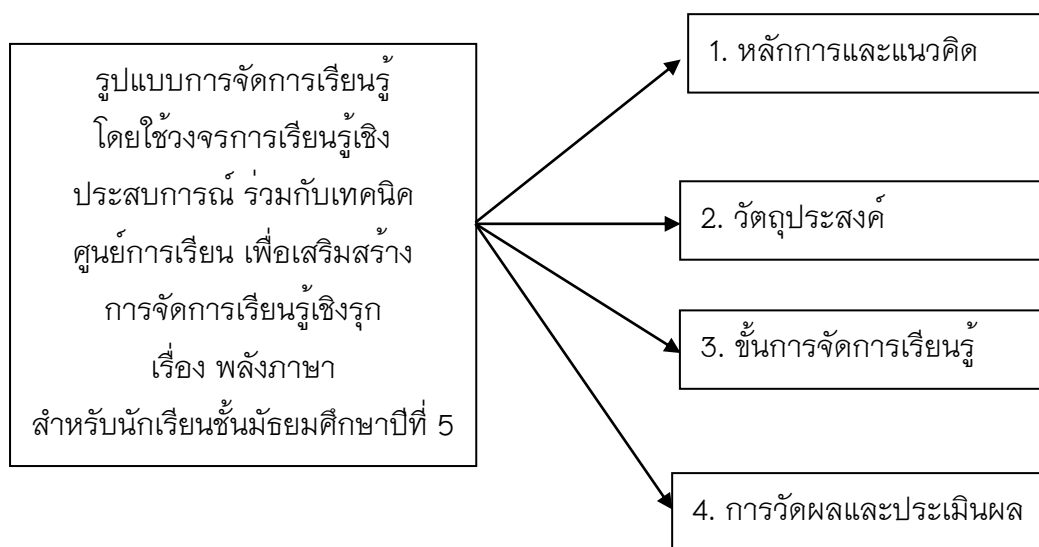 รูปแบบการจัดการเรียนรู้
โดยใช้วงจรการเรียนรู้เชิง
ประสบการณ์ ร่วมกับเทคนิค
ศูนย์การเรียน เพื่อเสริมสร้าง
การจัดการเรียนรู้เชิงรุก
เรื่อง พลังภาษา
สำหรับนักเรียนชั้นมัธยมศึกษาปีที่ 5
1. หลักการและแนวคิด
2. วัตถุประสงค์
3. ขั้นการจัดการเรียนรู้
4. การวัดผลและประเมินผล